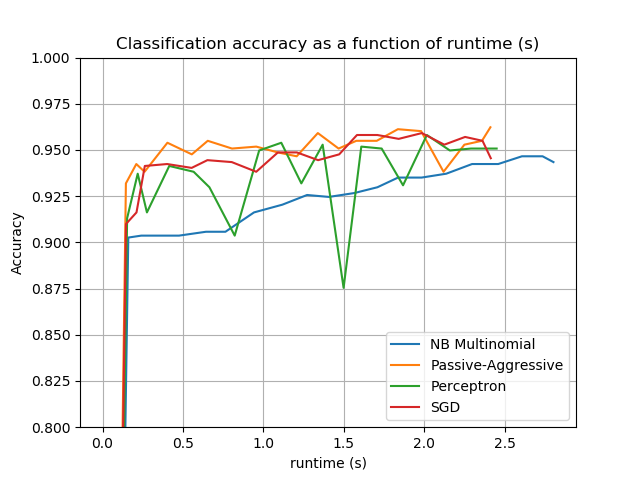 Classification accuracy as a function of runtime (s)
1.000
0.975
0.950
0.925
0.900
0.875
0.850
0.825
0.800
Accuracy
NB Multinomial
Passive-Aggressive
Perceptron
SGD
0.0 0.5 1.0 1.5 2.0 2.5
runtime (s)